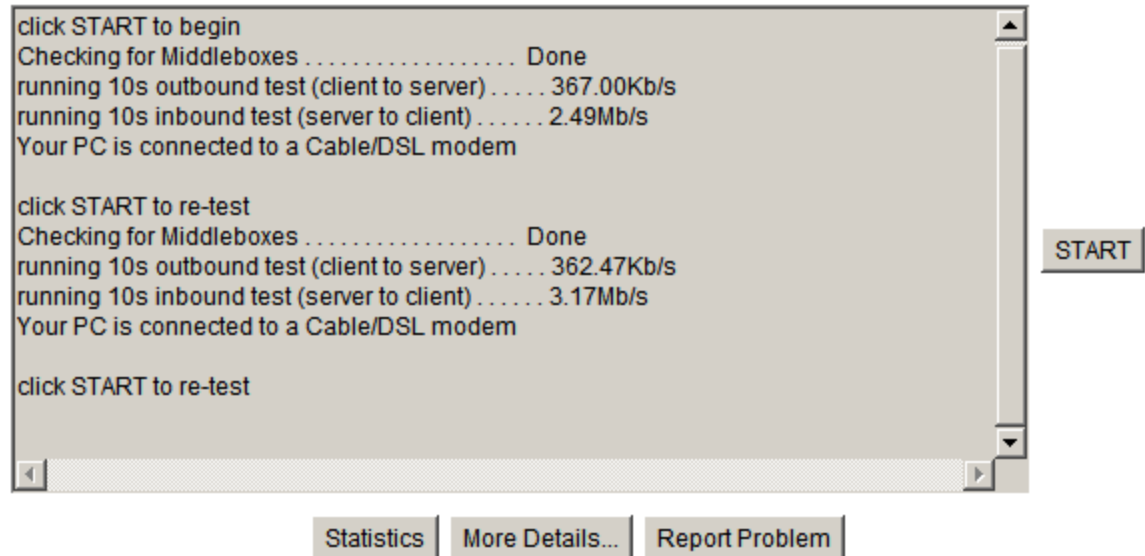 click START to begin
Checking for Middleboxes . . . . . . . . . . . . . . . . . . Done
running 10s outbound test (client to server) . . . . . 367.00Kb/s
running 10s inbound test (server to client) . . . . . . 2.49Mb/s
Your PC is connected to a Cable/DSL modem
click START to re-test
Checking for Middleboxes . . . . . . . . . . . . . . . . . . Done
running 10s outbound test (client to server) . . . . . 362.47Kb/s
running 10s inbound test (server to client) . . . . . . 3.17Mb/s
Your PC is connected to a Cable/DSL modem
click START to re-test
START
Statistics
More Details...
Report Problem